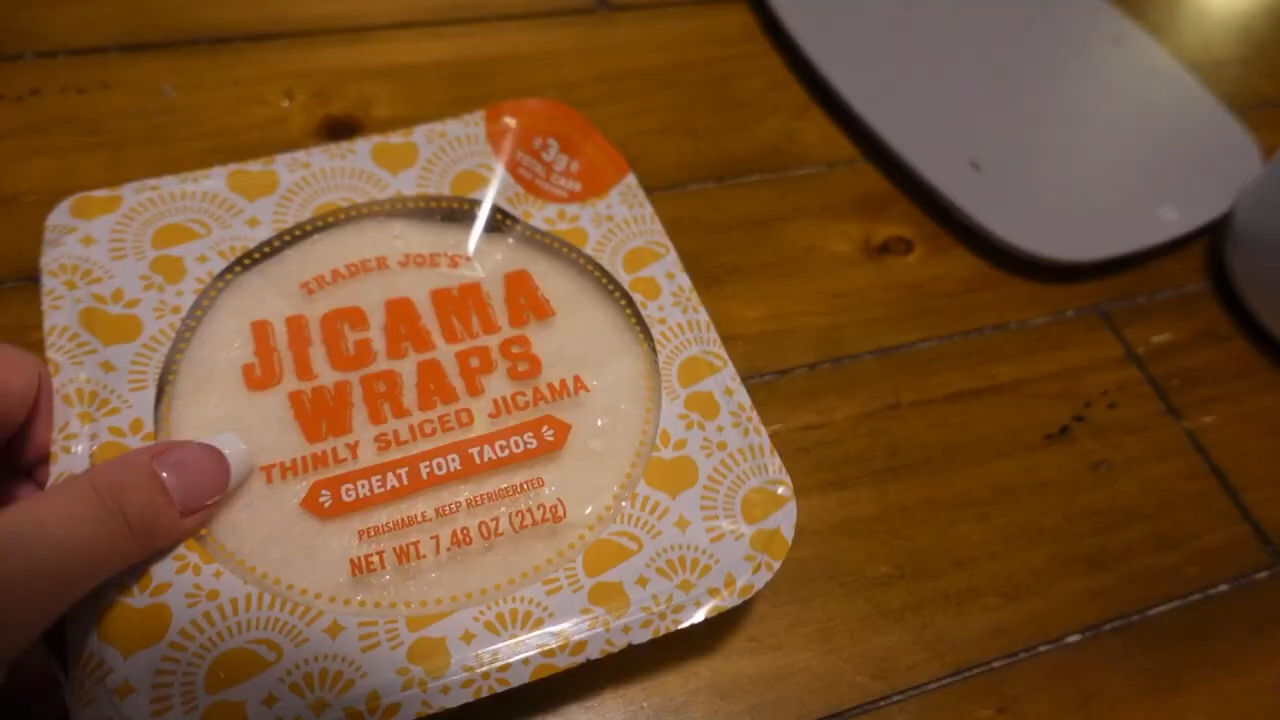 3g
TOTAL CARB
TRADER JOE'S
JICAMA
WRAPS
THINLY SLICED JICAMA
GREAT FOR TACOS
PERISHABLE, KEEP REFRIGERATED
NET WT. 7.48 OZ (212g)